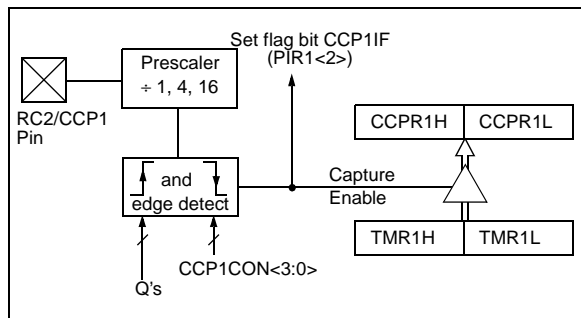 Set flag bit CCP1IF
(PIR1<2>)
Prescaler
÷ 1, 4, 16
RC2/CCP1
Pin
CCPR1H CCPR1L
and
edge detect
Capture
Enable
TMR1H TMR1L
CCP1CON<3:0>
Q's